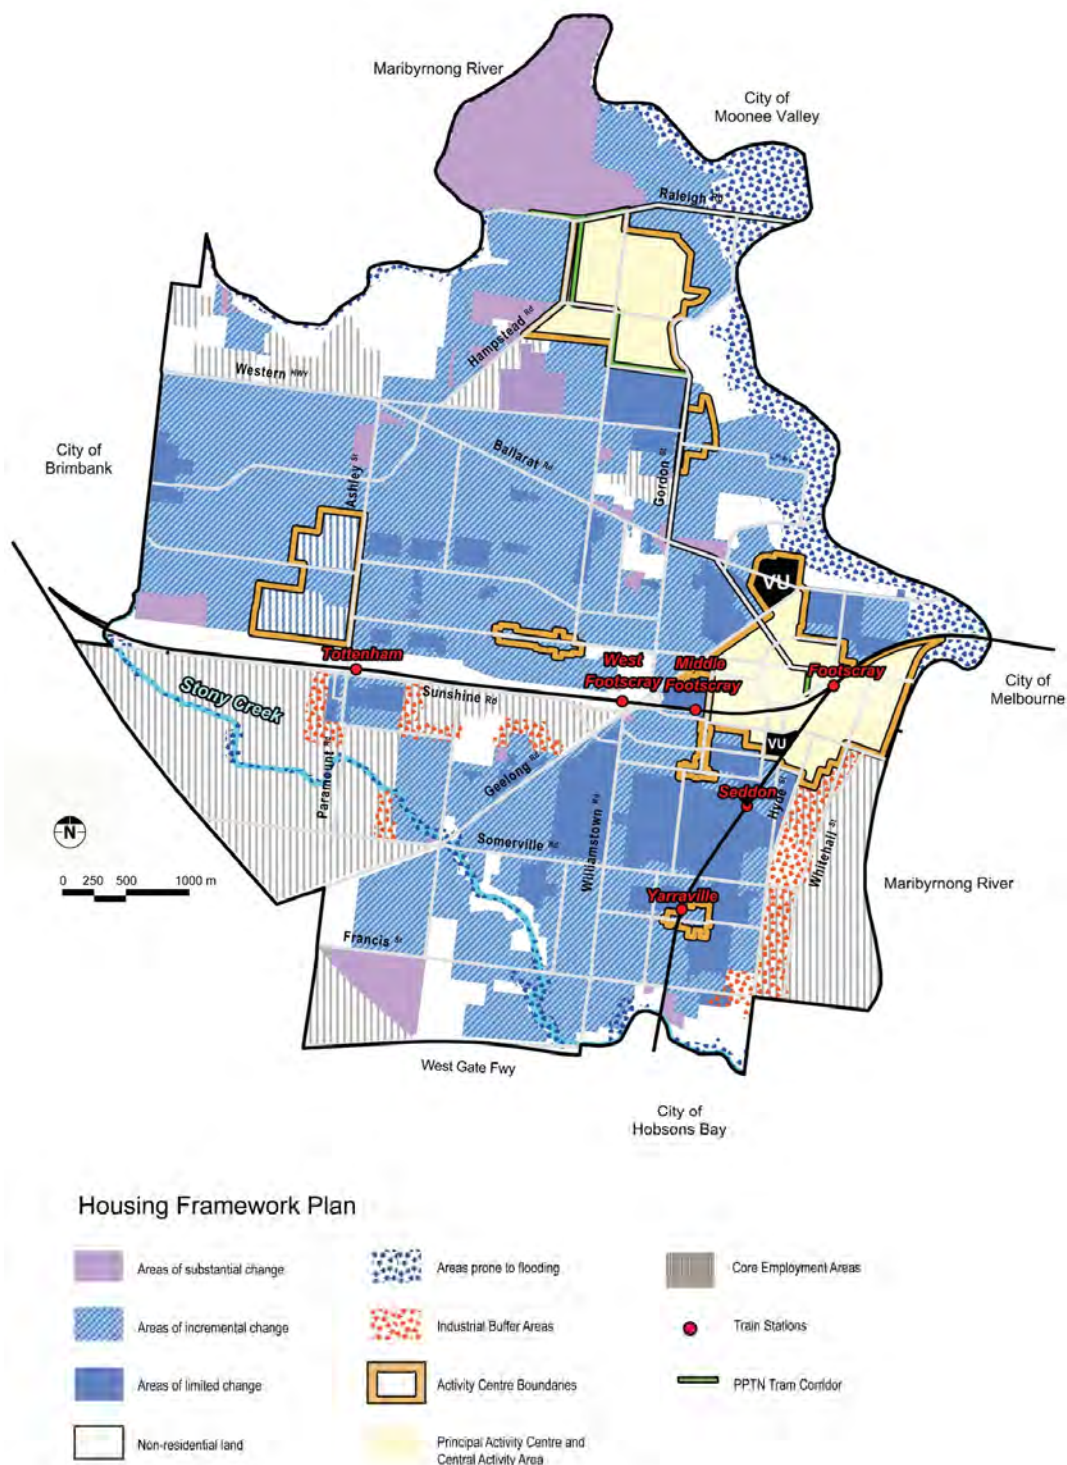 Maribyrnong River
City of
Moonee Valley
Raleigh RD
Hampstead Rd
Western HWY
City of
Brimbank
Ballarat Rd
Ashley St
Gordon St
VU
Tottenham
West
Footscray
Middle
Footscray
Footscray
City of
Melbourne
Stony Creek
Sunshine Rd
VU
Paramount Rd
Geelong Rd
Seddon
Hyde St
Williamstown Rd
Whitehall St
N
Somerville Rd
0 250 500 1000 m
Maribyrnong River
Yarraville
Francis St
West Gate Fwy
City of
Hobsons Bay
Housing Framework Plan
Areas of substantial change
Areas prone to flooding
Core Employment Areas
Areas of incremental change
Industrial Buffer Areas
Train Stations
Areas of limited change
Activity Centre Boundaries
PPTN Tram Corridor
Non-residential land
Principal Activity Centre and
Central Activity Area